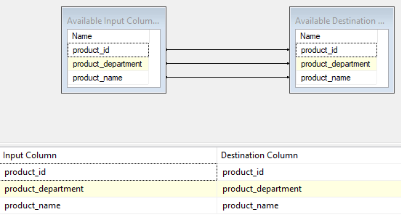 Available Input Colum...
Available Destination ...
Name
product_id
product_department
product_name
Name
product_id
product_department
product_name
Input Column
Destination Column
product_id
product_id
product_department
product_department
product_name
product_name